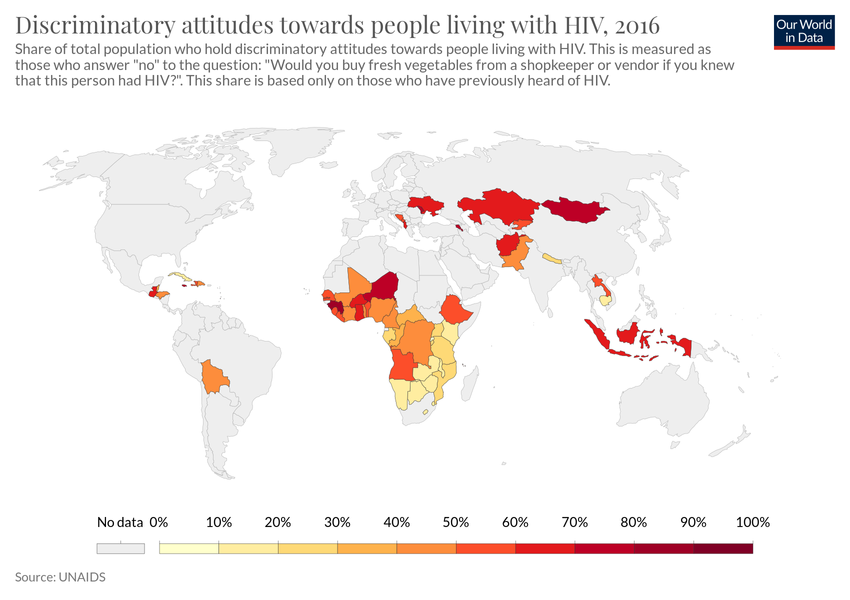 Discriminatory attitudes towards people living with HIV, 2016
Our World
in Data
Share of total population who hold discriminatory attitudes towards people living with HIV. This is measured as
those who answer "no" to the question: "Would you buy fresh vegetables from a shopkeeper or vendor if you knew
that this person had HIV?". This share is based only on those who have previously heard of HIV.
No data 0% 10% 20% 30% 40% 50% 60% 70% 80% 90% 100%
Source: UNAIDS